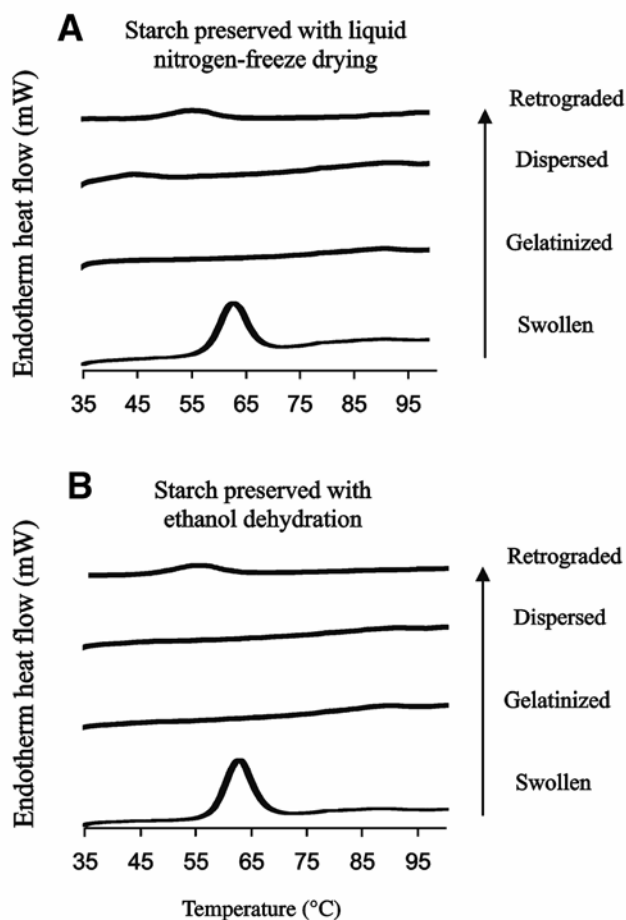 A
Starch preserved with liquid
nitrogen-freeze drying
Endotherm heat flow (mW)
Retrograded
Dispersed
Gelatinized
Swollen
35 45 55 65 75 85 95
B
Starch preserved with
ethanol dehydration
Endotherm heat flow (mW)
Retrograded
Dispersed
Gelatinized
Swollen
35 45 55 65 75 85 95
Temperature (°C)